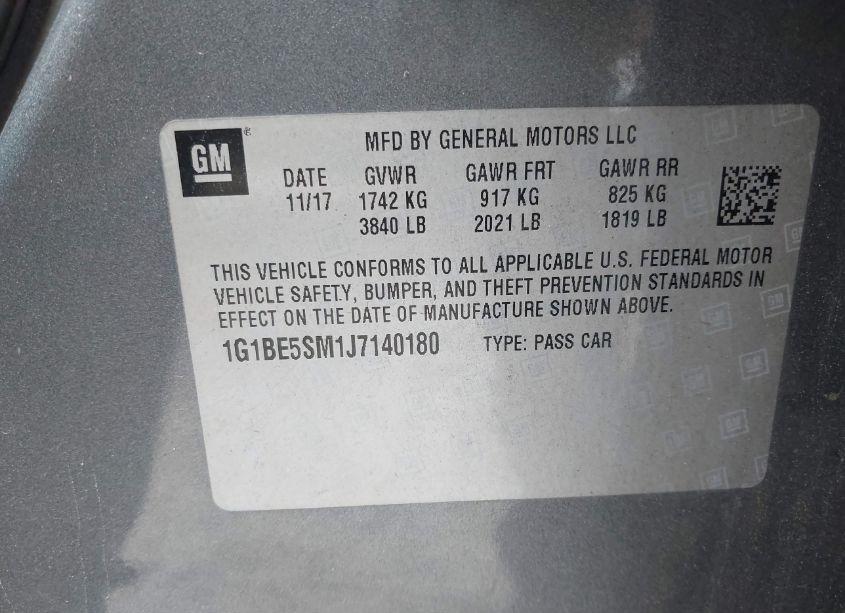 GM
MFD BY GENERAL MOTORS LLC
DATE GVWR GAWR FRT GAWR RR
11/17 1742 KG 917 KG 825 KG
3840 LB 2021 LB 1819 LB
THIS VEHICLE CONFORMS TO ALL APPLICABLE U.S. FEDERAL MOTOR
VEHICLE SAFETY, BUMPER, AND THEFT PREVENTION STANDARDS IN
EFFECT ON THE DATE OF MANUFACTURE SHOWN ABOVE.
1G1BE5SM1J7140180 TYPE: PASS CAR